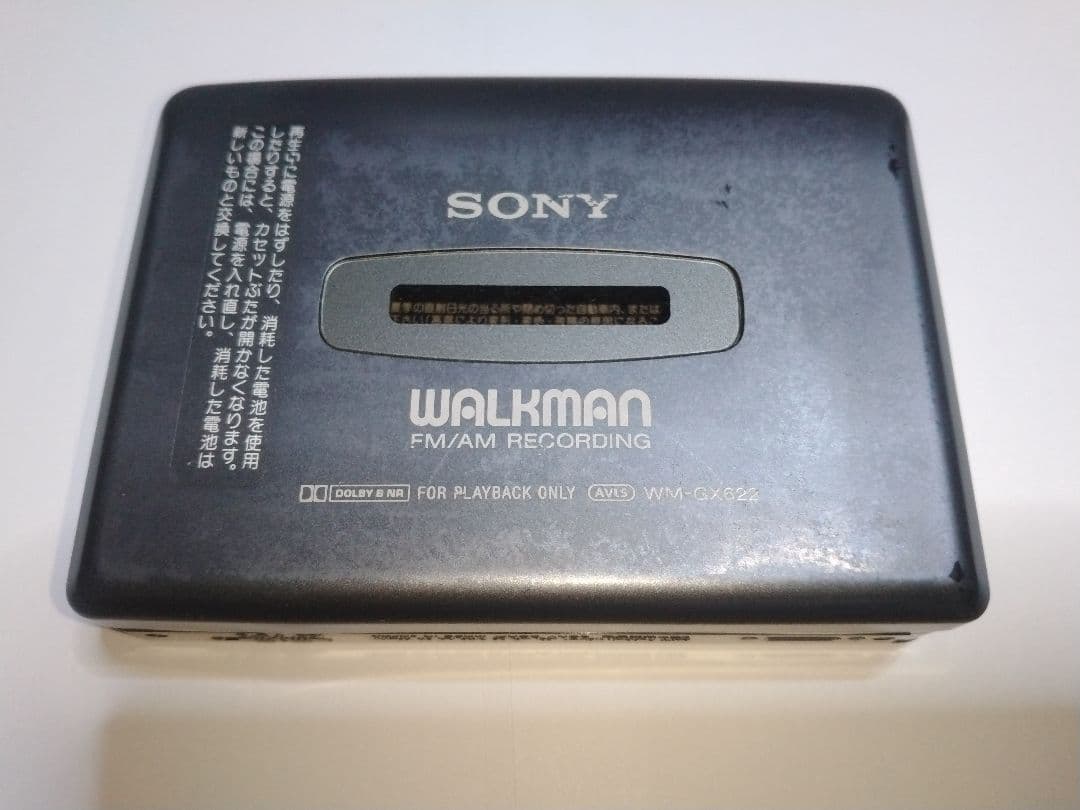 再生中に電源をはずしたり、消耗した電池を使用
したりすると、カセットぶたが開かなくなります。
この場合には、電源を入れ直し、消耗した電池は
新しいものと交換してください。
SONY
WALKMAN
FM/AM RECORDING
DOLBY B NR FOR PLAYBACK ONLY AVLS WM-GX622